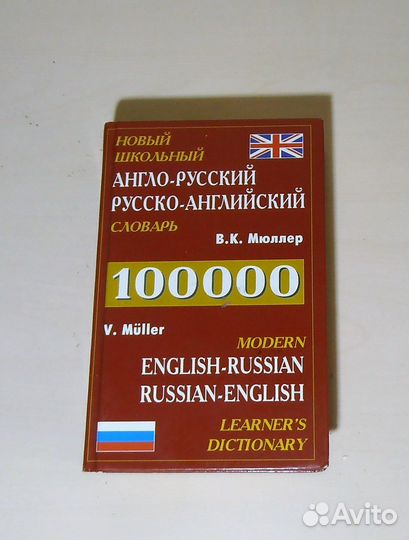 НОВЫЙ
ШКОЛЬНЫЙ
АНГЛО-РУССКИЙ
РУССКО-АНГЛИЙСКИЙ
СЛОВАРЬ
В.К. Мюллер
100000
V. Müller
MODERN
ENGLISH-RUSSIAN
RUSSIAN-ENGLISH
LEARNER'S
DICTIONARY
Avito